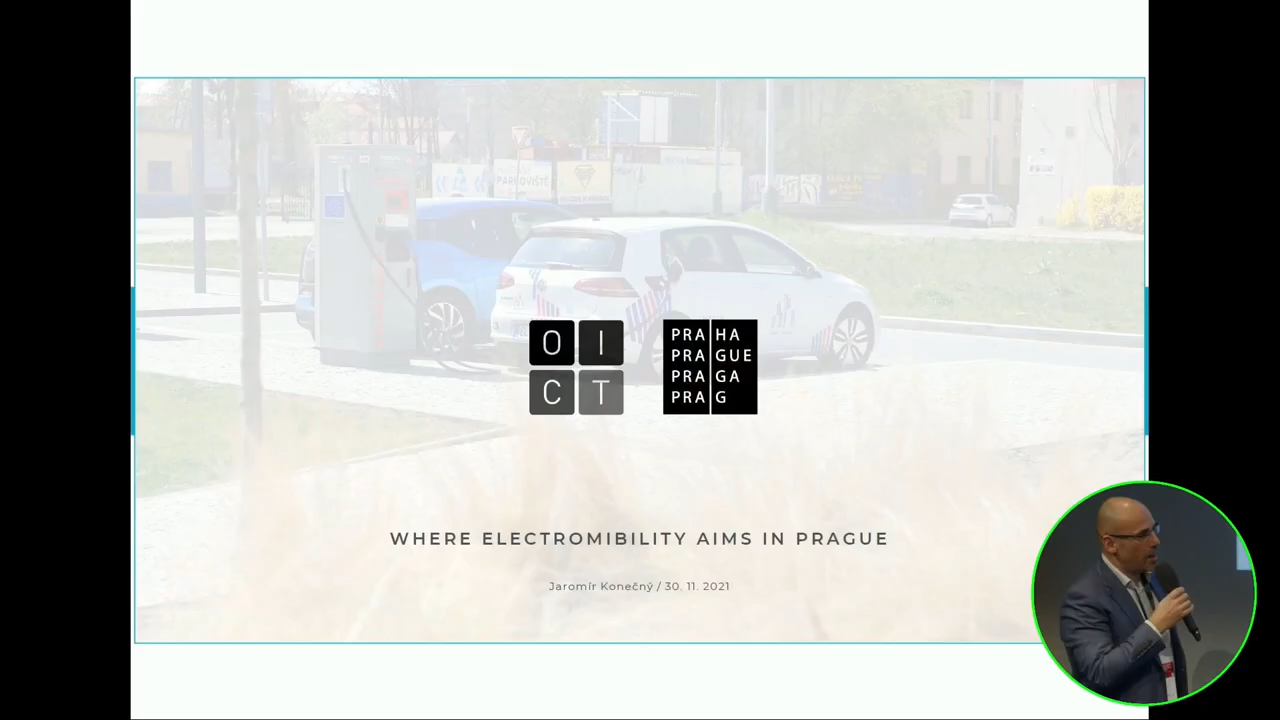 PARKOVIŠTĚ
O I
C T
PRA HA
PRA GUE
PRA GA
PRA G
WHERE ELECTROMIBILITY AIMS IN PRAGUE
Jaromír Konečný / 30. 11. 2021